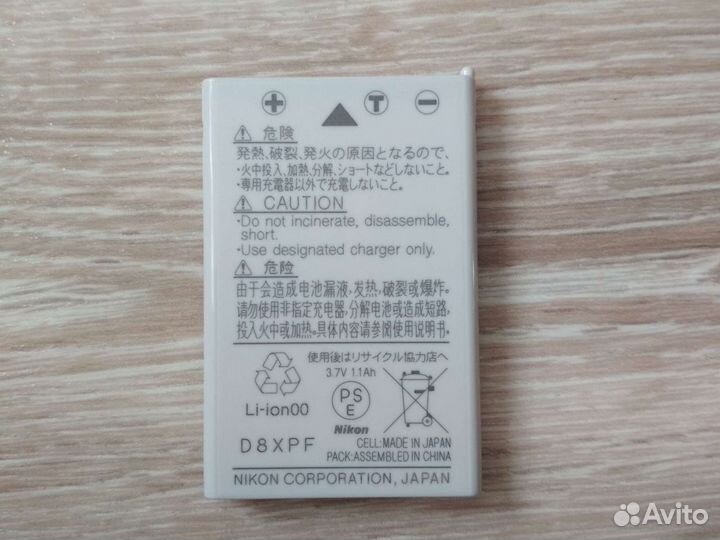 + T −
⚠ 危険
発熱、破裂、発火の原因となるので、
・火中投入、加熱、分解、ショートなどしないこと。
・専用充電器以外で充電しないこと。
⚠ CAUTION
・Do not incinerate, disassemble,
short.
・Use designated charger only.
⚠ 危险
由于会造成电池漏液，发热，破裂或爆炸。
请勿使用非指定充电器，分解电池或造成短路，
投入火中或加热。具体内容请参阅使用说明书。
使用後はリサイクル協力店へ
3.7V 1.1Ah
Li-ion00
PS
E
Nikon
D8XPF
CELL:MADE IN JAPAN
PACK:ASSEMBLED IN CHINA
NIKON CORPORATION, JAPAN
Avito